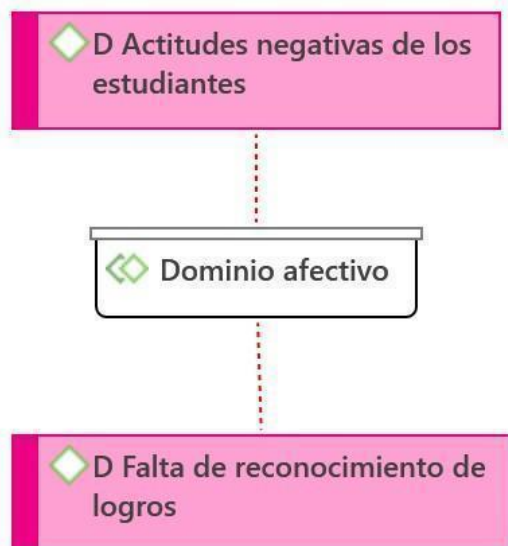 D Actitudes negativas de los
estudiantes
Dominio afectivo
D Falta de reconocimiento de
logros